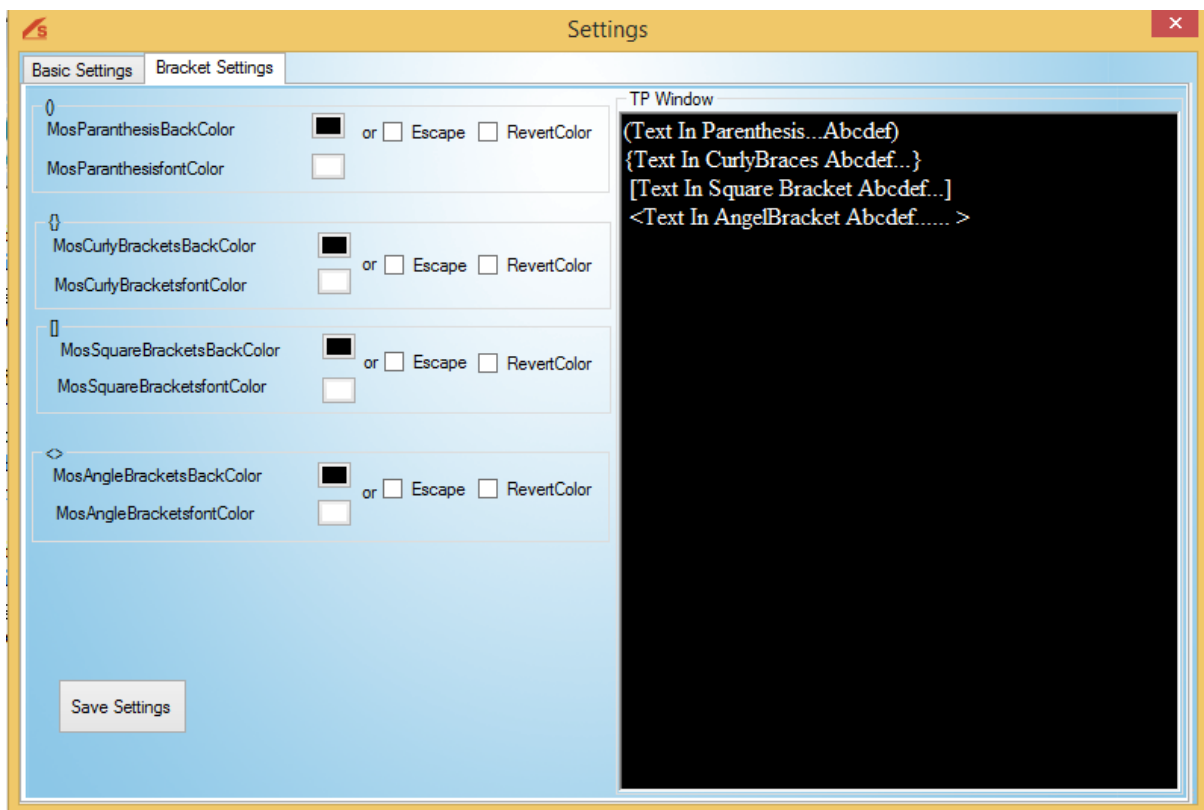 S
Settings
Basic Settings
Bracket Settings
()
MosParanthesisBackColor
or Escape RevertColor
MosParanthesisfontColor
{}
MosCurlyBracketsBackColor
or Escape RevertColor
MosCurlyBracketsfontColor
[]
MosSquareBracketsBackColor
or Escape RevertColor
MosSquareBracketsfontColor
<>
MosAngleBracketsBackColor
or Escape RevertColor
MosAngleBracketsfontColor
Save Settings
TP Window
(Text In Parenthesis...Abcdef)
{Text In CurlyBraces Abcdef...}
[Text In Square Bracket Abcdef...]
<Text In AngelBracket Abcdef...... >